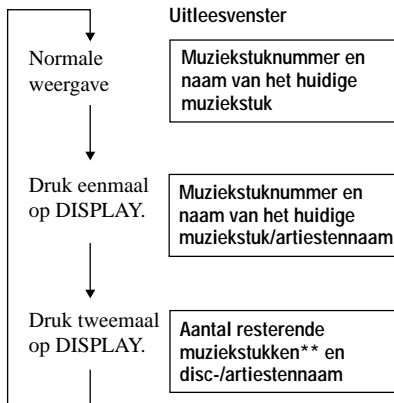 Uitleesvenster
Normale
weergave
Muziekstuknummer en
naam van het huidige
muziekstuk
Druk eenmaal
op DISPLAY.
Muziekstuknummer en
naam van het huidige
muziekstuk/artiestennaam
Druk tweemaal
op DISPLAY.
Aantal resterende
muziekstukken** en
disc-/artiestennaam